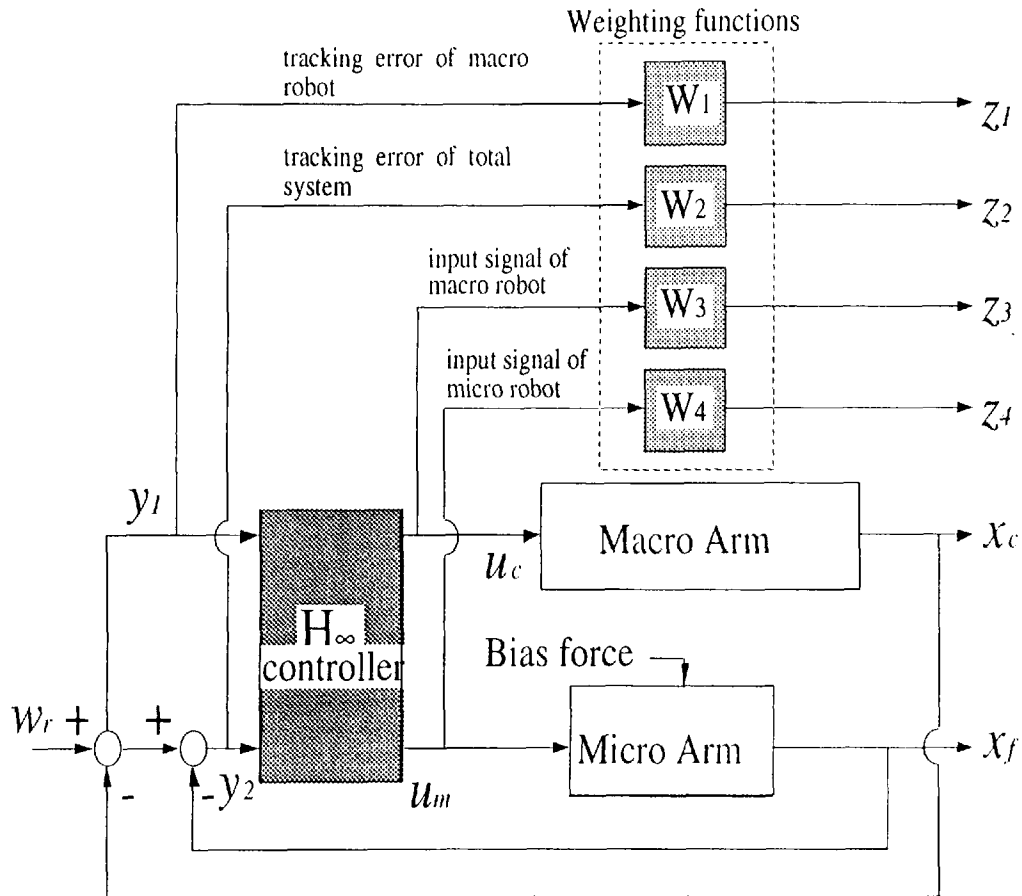 Weighting functions
tracking error of macro
robot
W1
z1
tracking error of total
system
W2
z2
input signal of
macro robot
W3
z3
input signal of
micro robot
W4
z4
y1
H∞
controller
uc
Macro Arm
xc
Bias force
wr
+
+
-
-
y2
um
Micro Arm
xf